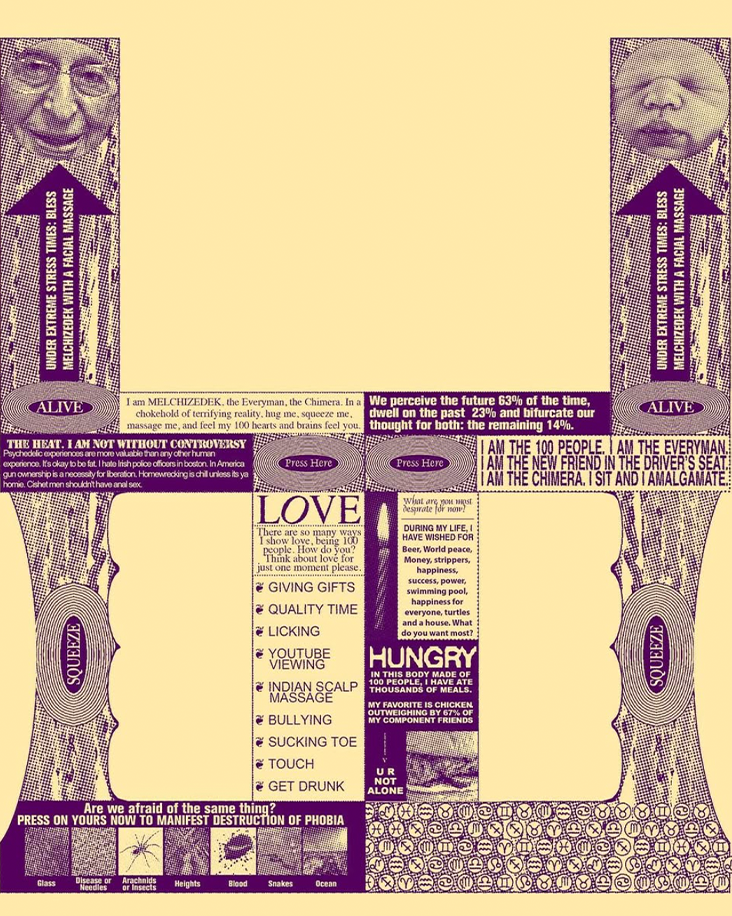 UNDER EXTREME STRESS TIMES: BLESS
MELCHIZEDEK WITH A FACIAL MASSAGE
UNDER EXTREME STRESS TIMES: BLESS
MELCHIZEDEK WITH A FACIAL MASSAGE
ALIVE
I am MELCHIZEDEK, the Everyman, the Chimera. In a
chokehold of terrifying reality, hug me, squeeze me,
massage me, and feel my 100 hearts and brains feel you.
We perceive the future 63% of the time,
dwell on the past 23% and bifurcate our
thought for both: the remaining 14%.
ALIVE
THE HEAT. I AM NOT WITHOUT CONTROVERSY
Psychedelic experiences are more valuable than any other human
experience. It's okay to be fat. I hate Irish police officers in boston. In America
gun ownership is a necessity for liberation. Homewrecking is chill unless its ya
homie. Cishet men shouldn't have anal sex.
Press Here
Press Here
I AM THE 100 PEOPLE. I AM THE EVERYMAN.
I AM THE NEW FRIEND IN THE DRIVER'S SEAT.
I AM THE CHIMERA. I SIT AND I AMALGAMATE.
SQUEEZE
LOVE
There are so many ways
I show love, being 100
people. How do you?
Think about love for
just one moment please.
GIVING GIFTS
QUALITY TIME
LICKING
YOUTUBE
VIEWING
INDIAN SCALP
MASSAGE
BULLYING
SUCKING TOE
TOUCH
GET DRUNK
What are you most
desprate for now?
DURING MY LIFE, I
HAVE WISHED FOR
Beer, World peace,
Money, strippers,
happiness,
success, power,
swimming pool,
happiness for
everyone, turtles
and a house. What
do you want most?
HUNGRY
IN THIS BODY MADE OF
100 PEOPLE, I HAVE ATE
THOUSANDS OF MEALS.
MY FAVORITE IS CHICKEN.
OUTWEIGHING BY 67% OF
MY COMPONENT FRIENDS
U R
NOT
ALONE
SQUEEZE
Are we afraid of the same thing?
PRESS ON YOURS NOW TO MANIFEST DESTRUCTION OF PHOBIA
Glass
Disease or
Needles
Arachnids
or Insects
Heights
Blood
Snakes
Ocean